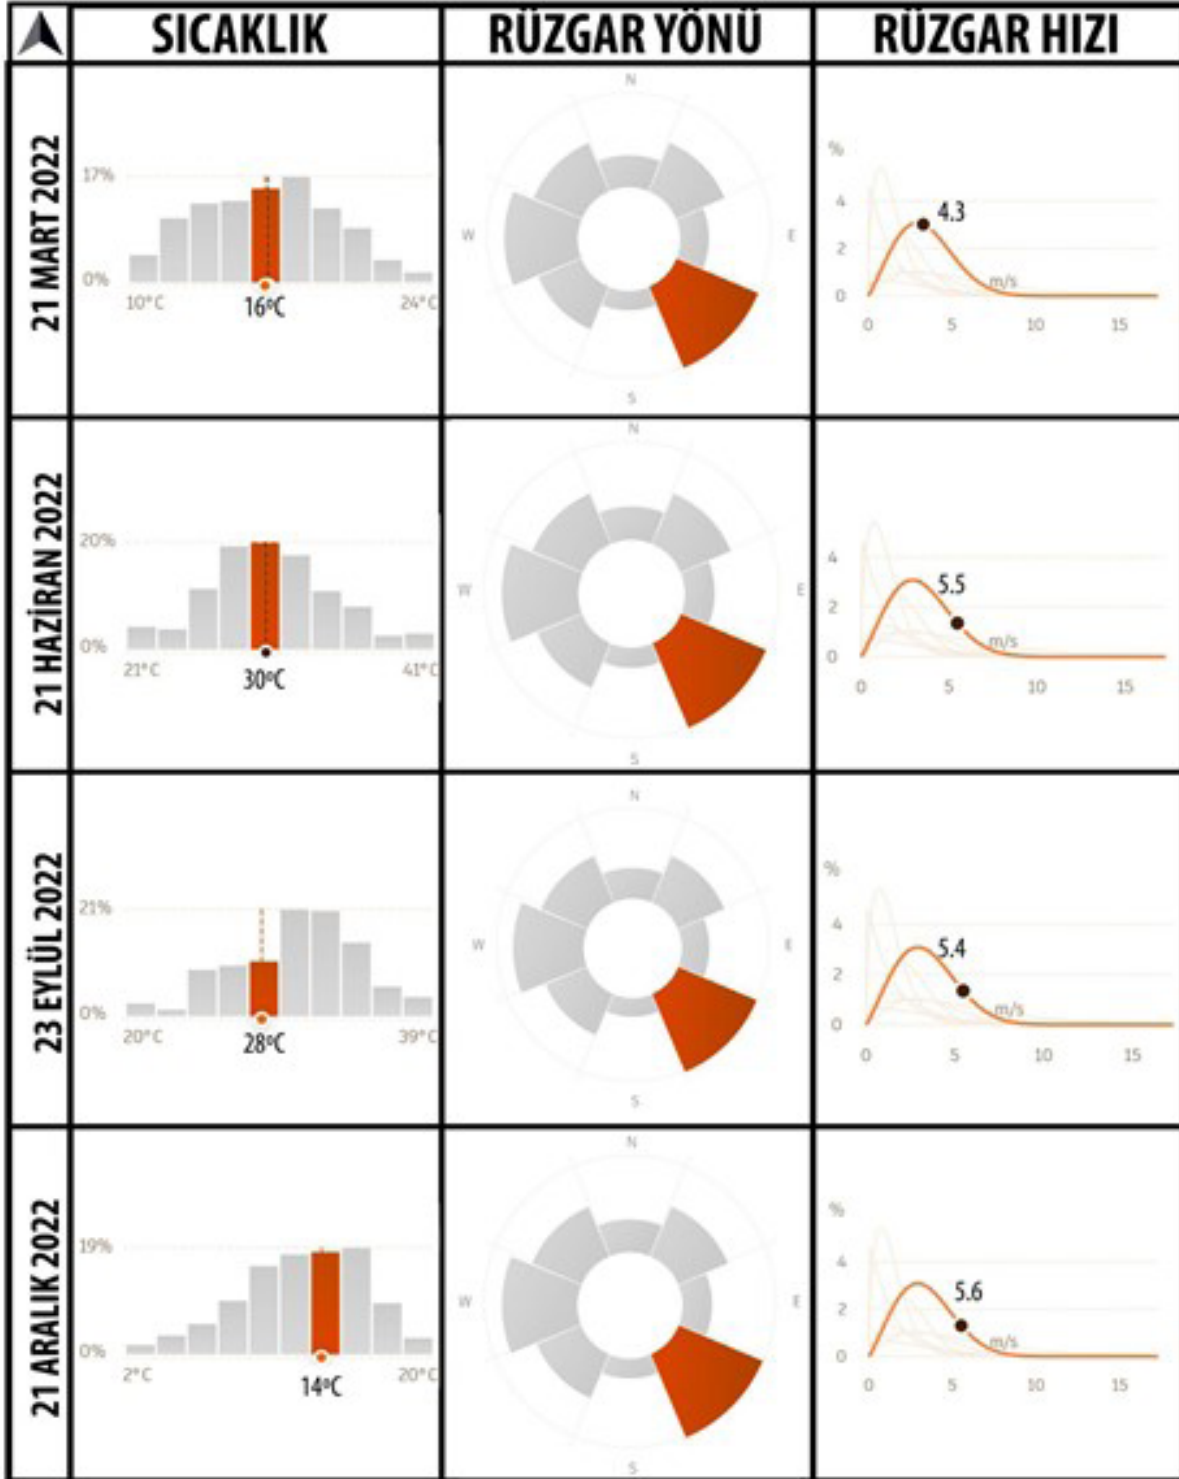 SICAKLIK
RÜZGAR YÖNÜ
RÜZGAR HIZI
21 MART 2022
17%
0%
10°C
16ºC
24°C
N
W
E
S
%
4
4.3
2
m/s
0
0
5
10
15
21 HAZİRAN 2022
20%
0%
21°C
30ºC
41°C
N
W
E
S
4
5.5
2
m/s
0
0
5
10
15
23 EYLÜL 2022
21%
0%
20°C
28ºC
39°C
N
W
E
S
%
4
5.4
2
m/s
0
0
5
10
15
21 ARALIK 2022
19%
0%
2°C
14ºC
20°C
N
W
E
S
%
4
5.6
2
m/s
0
0
5
10
15